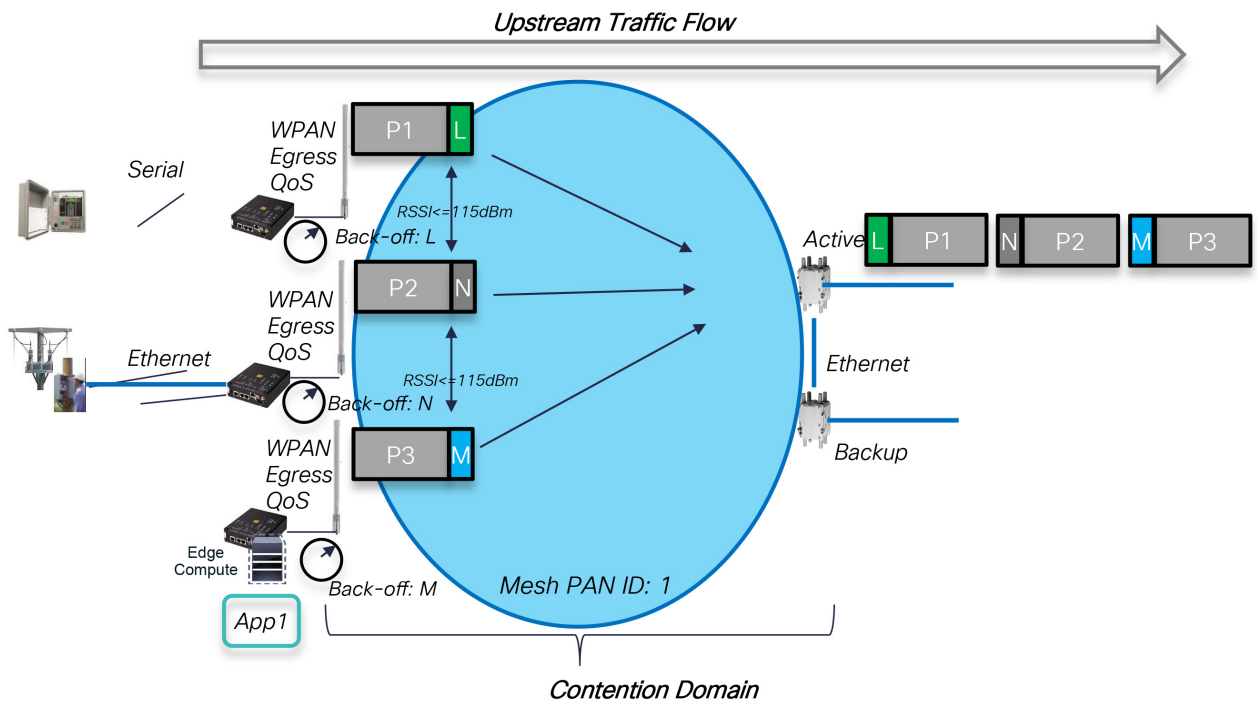 Upstream Traffic Flow
WPAN
Egress
QoS
P1 L
Serial
RSSI<=115dBm
Back-off: L
Active
L P1 N P2 M P3
WPAN
Egress
QoS
P2 N
Ethernet
RSSI<=115dBm
Back-off: N
Ethernet
WPAN
Egress
QoS
P3 M
Backup
Edge
Compute
Back-off: M
Mesh PAN ID: 1
App1
Contention Domain